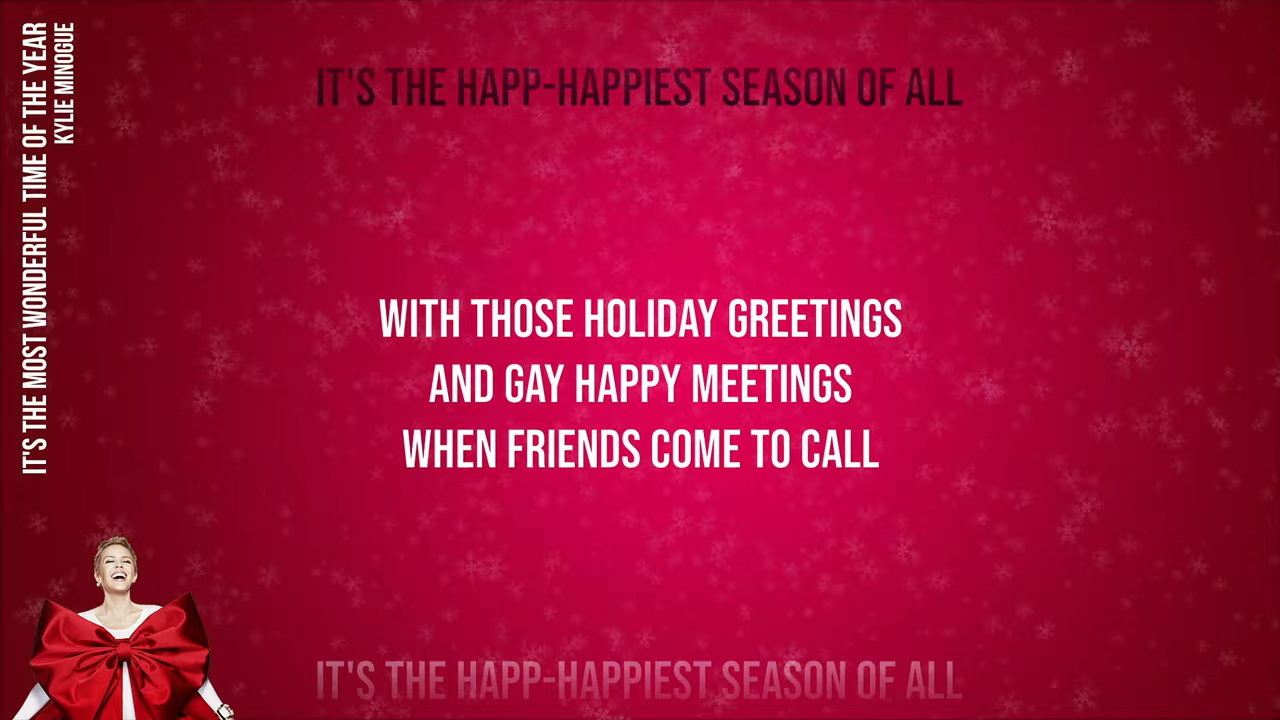 IT'S THE MOST WONDERFUL TIME OF THE YEAR
KYLIE MINOGUE
IT'S THE HAPP-HAPPIEST SEASON OF ALL
WITH THOSE HOLIDAY GREETINGS
AND GAY HAPPY MEETINGS
WHEN FRIENDS COME TO CALL
IT'S THE HAPP-HAPPIEST SEASON OF ALL